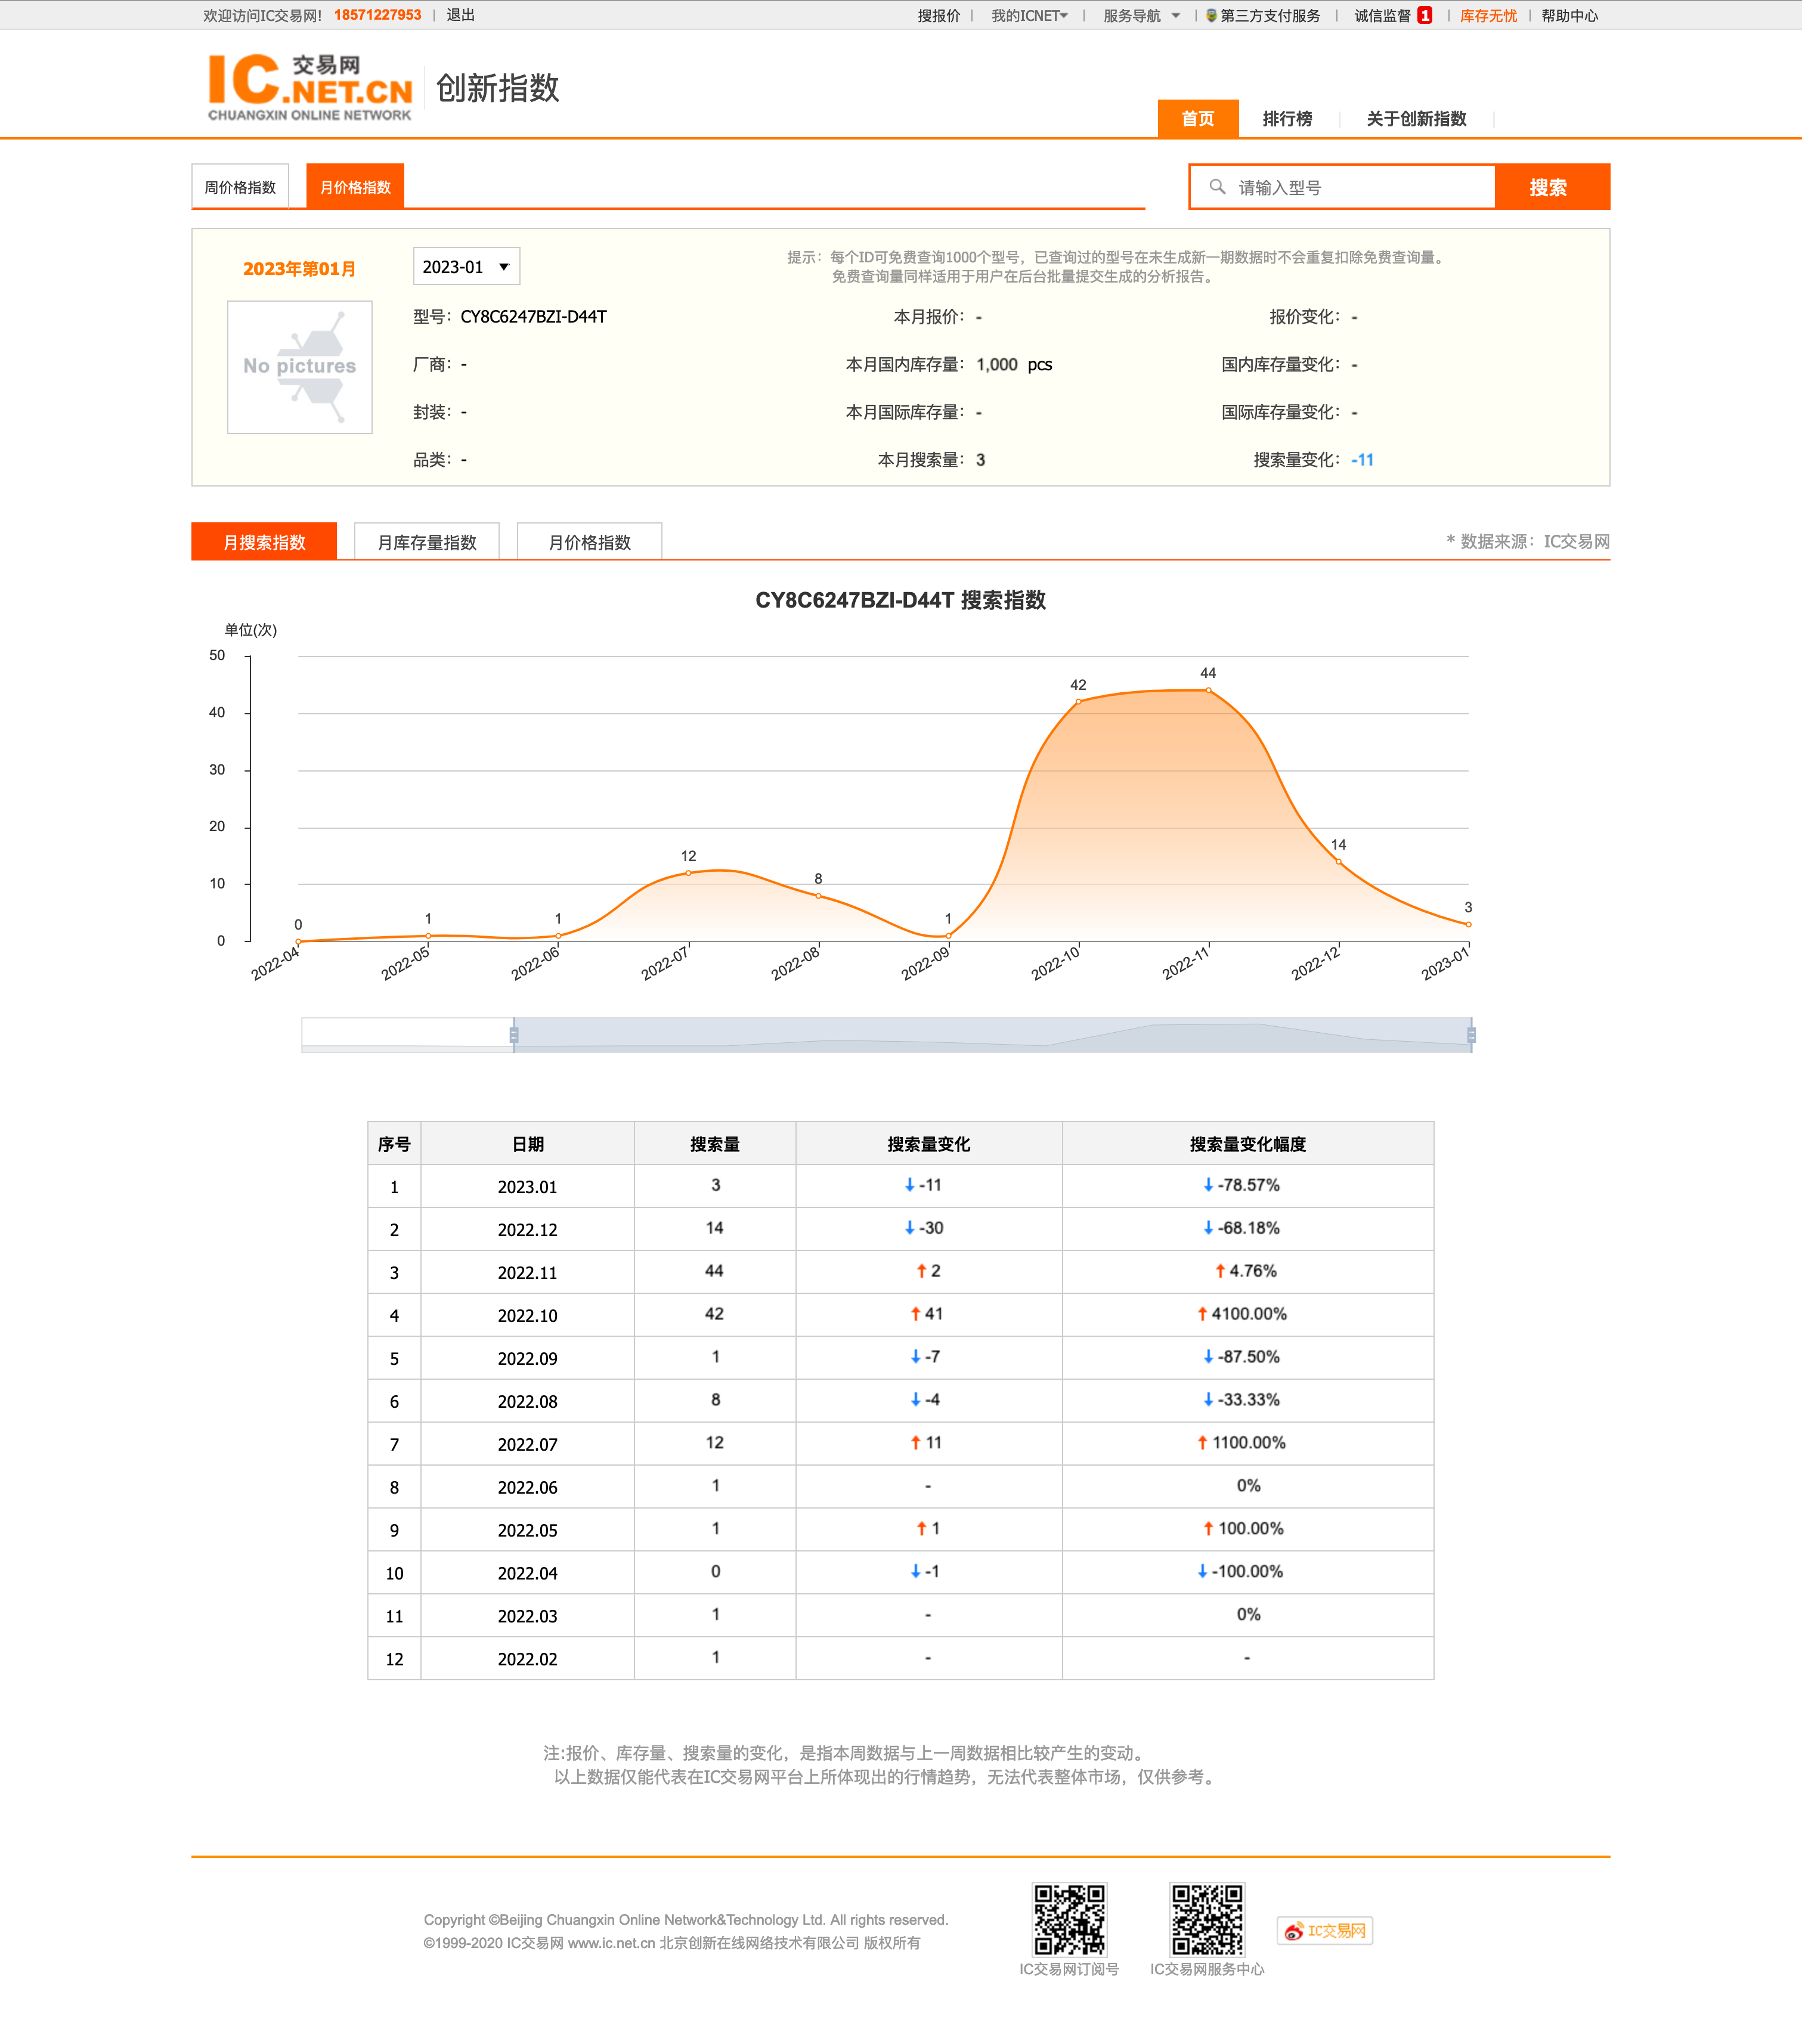 欢迎访问IC交易网! 18571227953 | 退出 搜报价 | 我的ICNET | 服务导航 | 第三方支付服务 | 诚信监督 1 | 库存无忧 | 帮助中心
IC交易网
.NET.CN
CHUANGXIN ONLINE NETWORK
创新指数
首页 排行榜 关于创新指数
周价格指数 月价格指数 请输入型号 搜索
2023年第01月 2023-01 提示：每个ID可免费查询1000个型号，已查询过的型号在未生成新一期数据时不会重复扣除免费查询量。
免费查询量同样适用于用户在后台批量提交生成的分析报告。
No pictures
型号：CY8C6247BZI-D44T 本月报价：- 报价变化：-
厂商：- 本月国内库存量：1,000 pcs 国内库存量变化：-
封装：- 本月国际库存量：- 国际库存量变化：-
品类：- 本月搜索量：3 搜索量变化：-11
月搜索指数 月库存量指数 月价格指数 * 数据来源：IC交易网
CY8C6247BZI-D44T 搜索指数
单位(次)
50
40
30
20
10
0
0 1 1 12 8 1 42 44 14 3
2022-04 2022-05 2022-06 2022-07 2022-08 2022-09 2022-10 2022-11 2022-12 2023-01
序号 日期 搜索量 搜索量变化 搜索量变化幅度
1 2023.01 3 ↓-11 ↓-78.57%
2 2022.12 14 ↓-30 ↓-68.18%
3 2022.11 44 ↑2 ↑4.76%
4 2022.10 42 ↑41 ↑4100.00%
5 2022.09 1 ↓-7 ↓-87.50%
6 2022.08 8 ↓-4 ↓-33.33%
7 2022.07 12 ↑11 ↑1100.00%
8 2022.06 1 - 0%
9 2022.05 1 ↑1 ↑100.00%
10 2022.04 0 ↓-1 ↓-100.00%
11 2022.03 1 - 0%
12 2022.02 1 - -
注:报价、库存量、搜索量的变化，是指本周数据与上一周数据相比较产生的变动。
以上数据仅能代表在IC交易网平台上所体现出的行情趋势，无法代表整体市场，仅供参考。
Copyright ©Beijing Chuangxin Online Network&Technology Ltd. All rights reserved.
©1999-2020 IC交易网 www.ic.net.cn 北京创新在线网络技术有限公司 版权所有
IC交易网订阅号 IC交易网服务中心 IC交易网